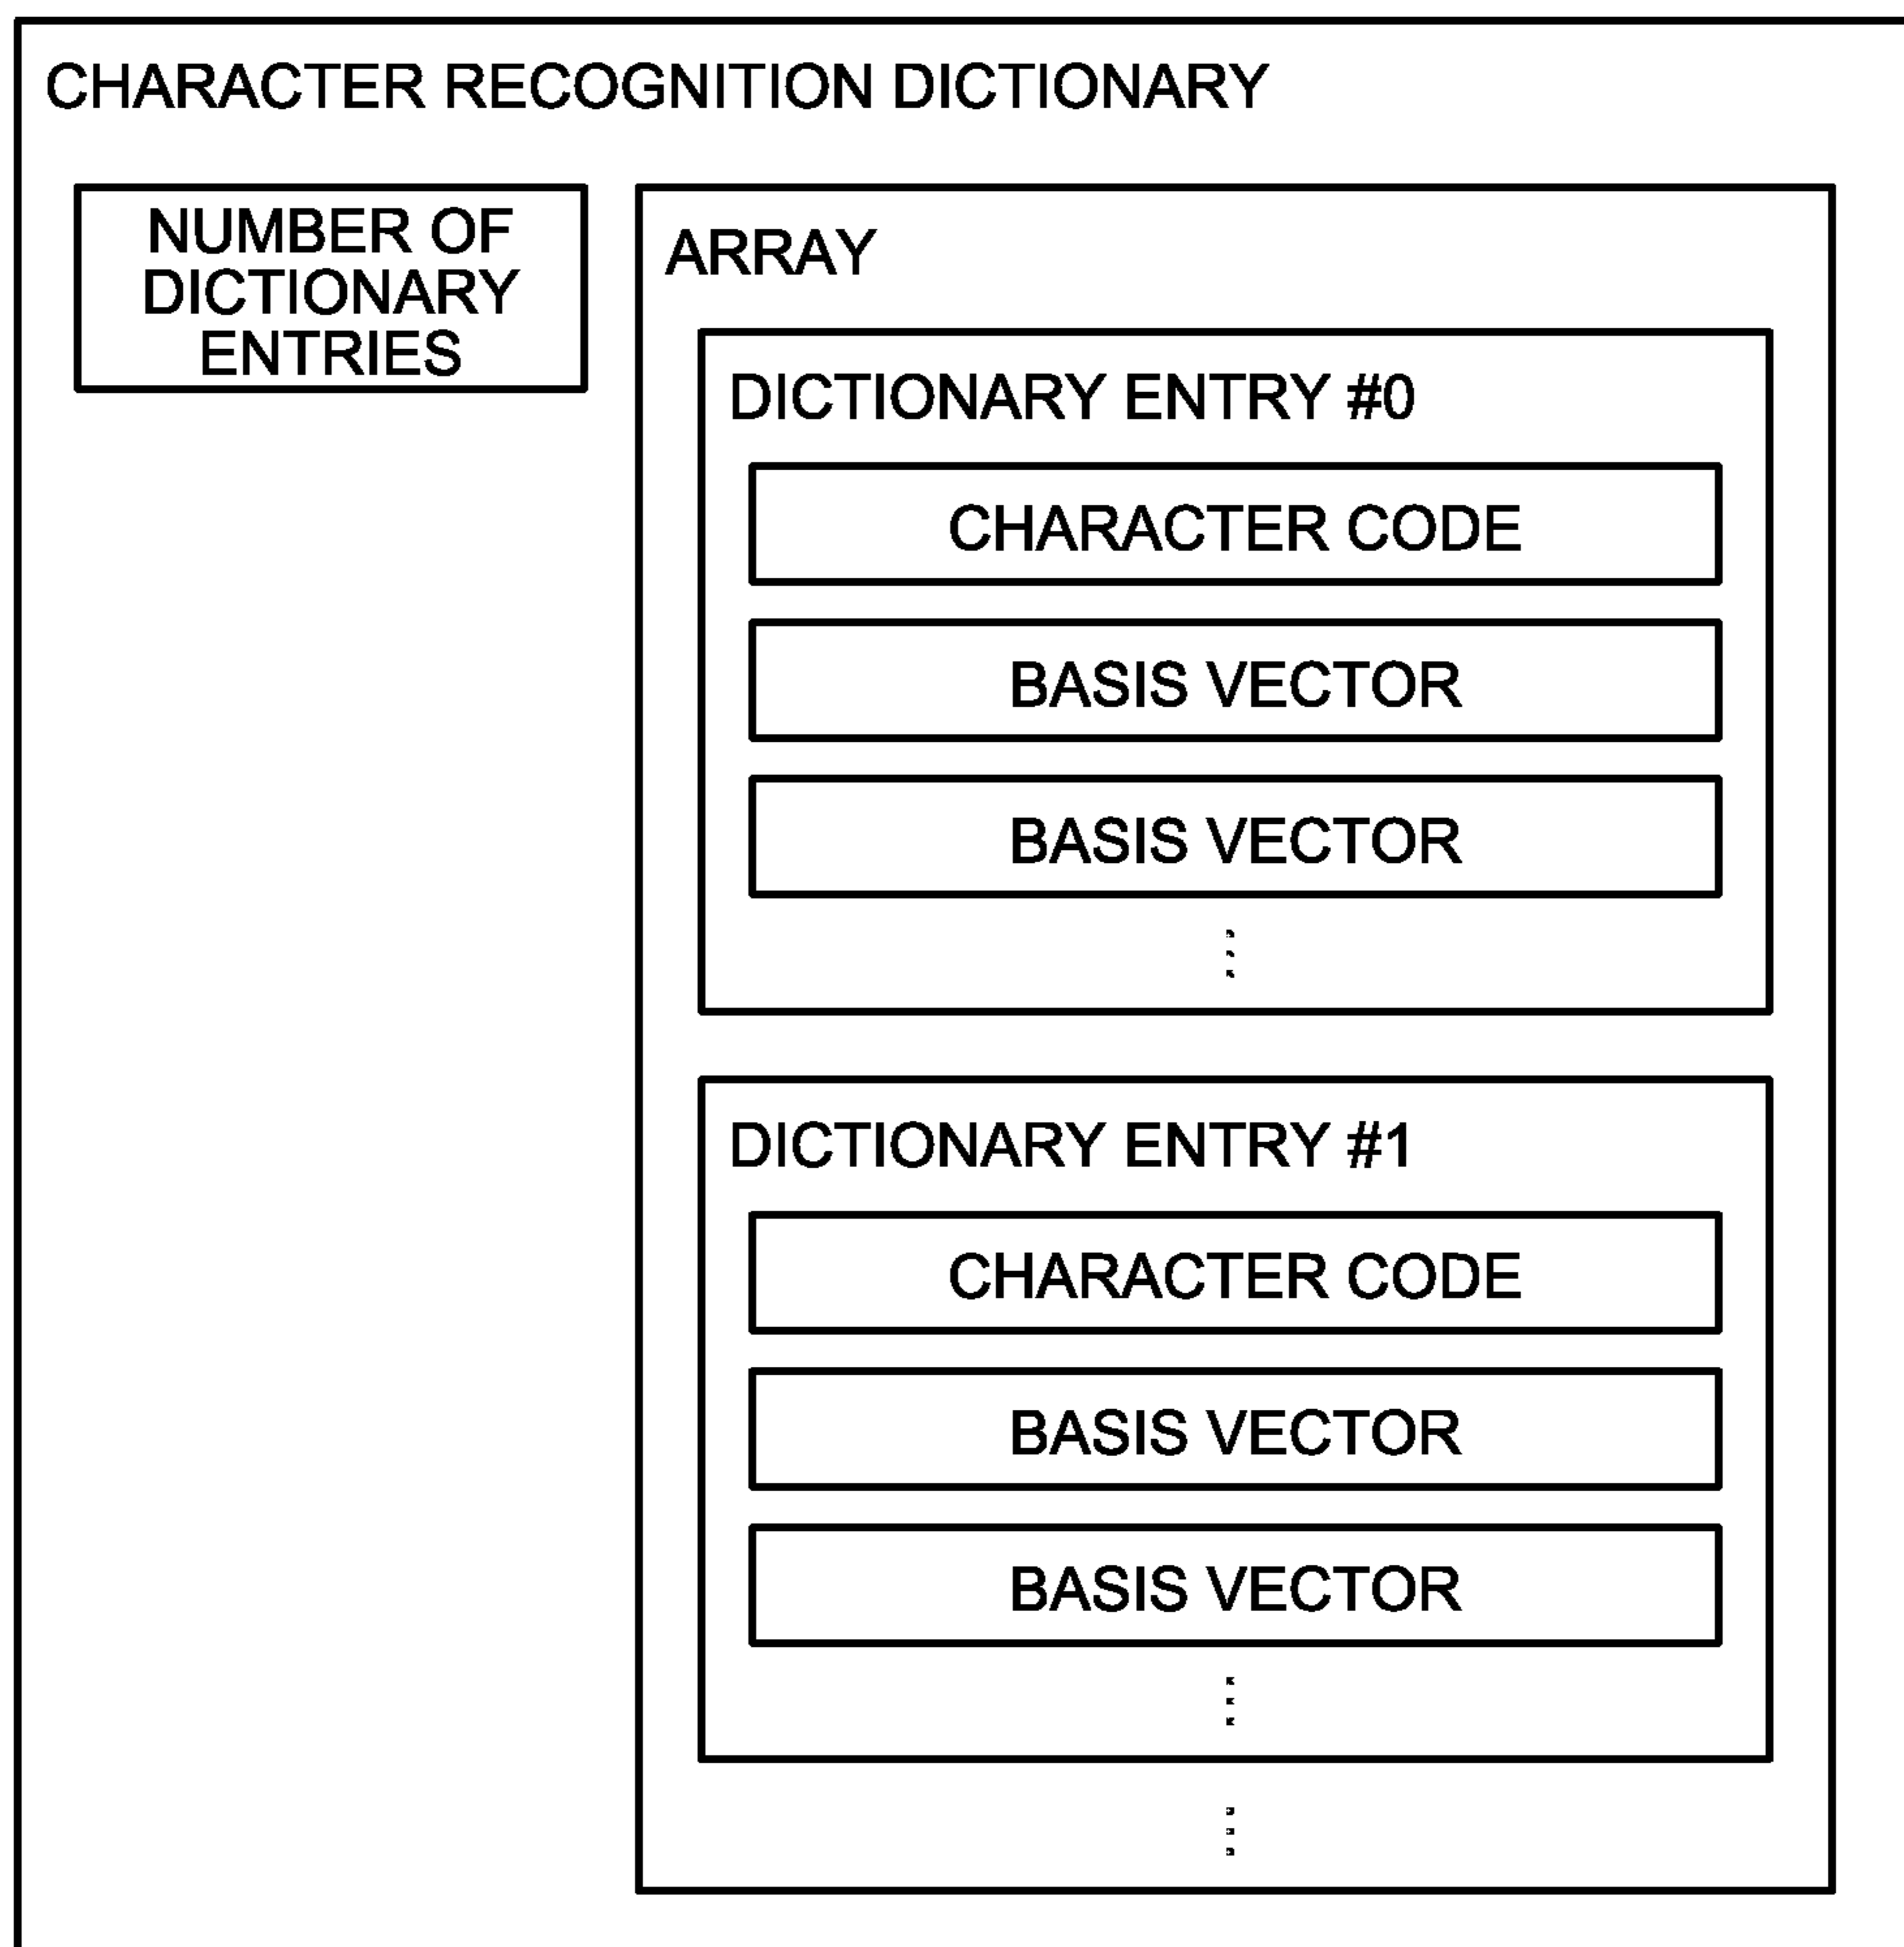 CHARACTER RECOGNITION DICTIONARY
NUMBER OF
DICTIONARY
ENTRIES
ARRAY
DICTIONARY ENTRY #0
CHARACTER CODE
BASIS VECTOR
BASIS VECTOR
DICTIONARY ENTRY #1
CHARACTER CODE
BASIS VECTOR
BASIS VECTOR